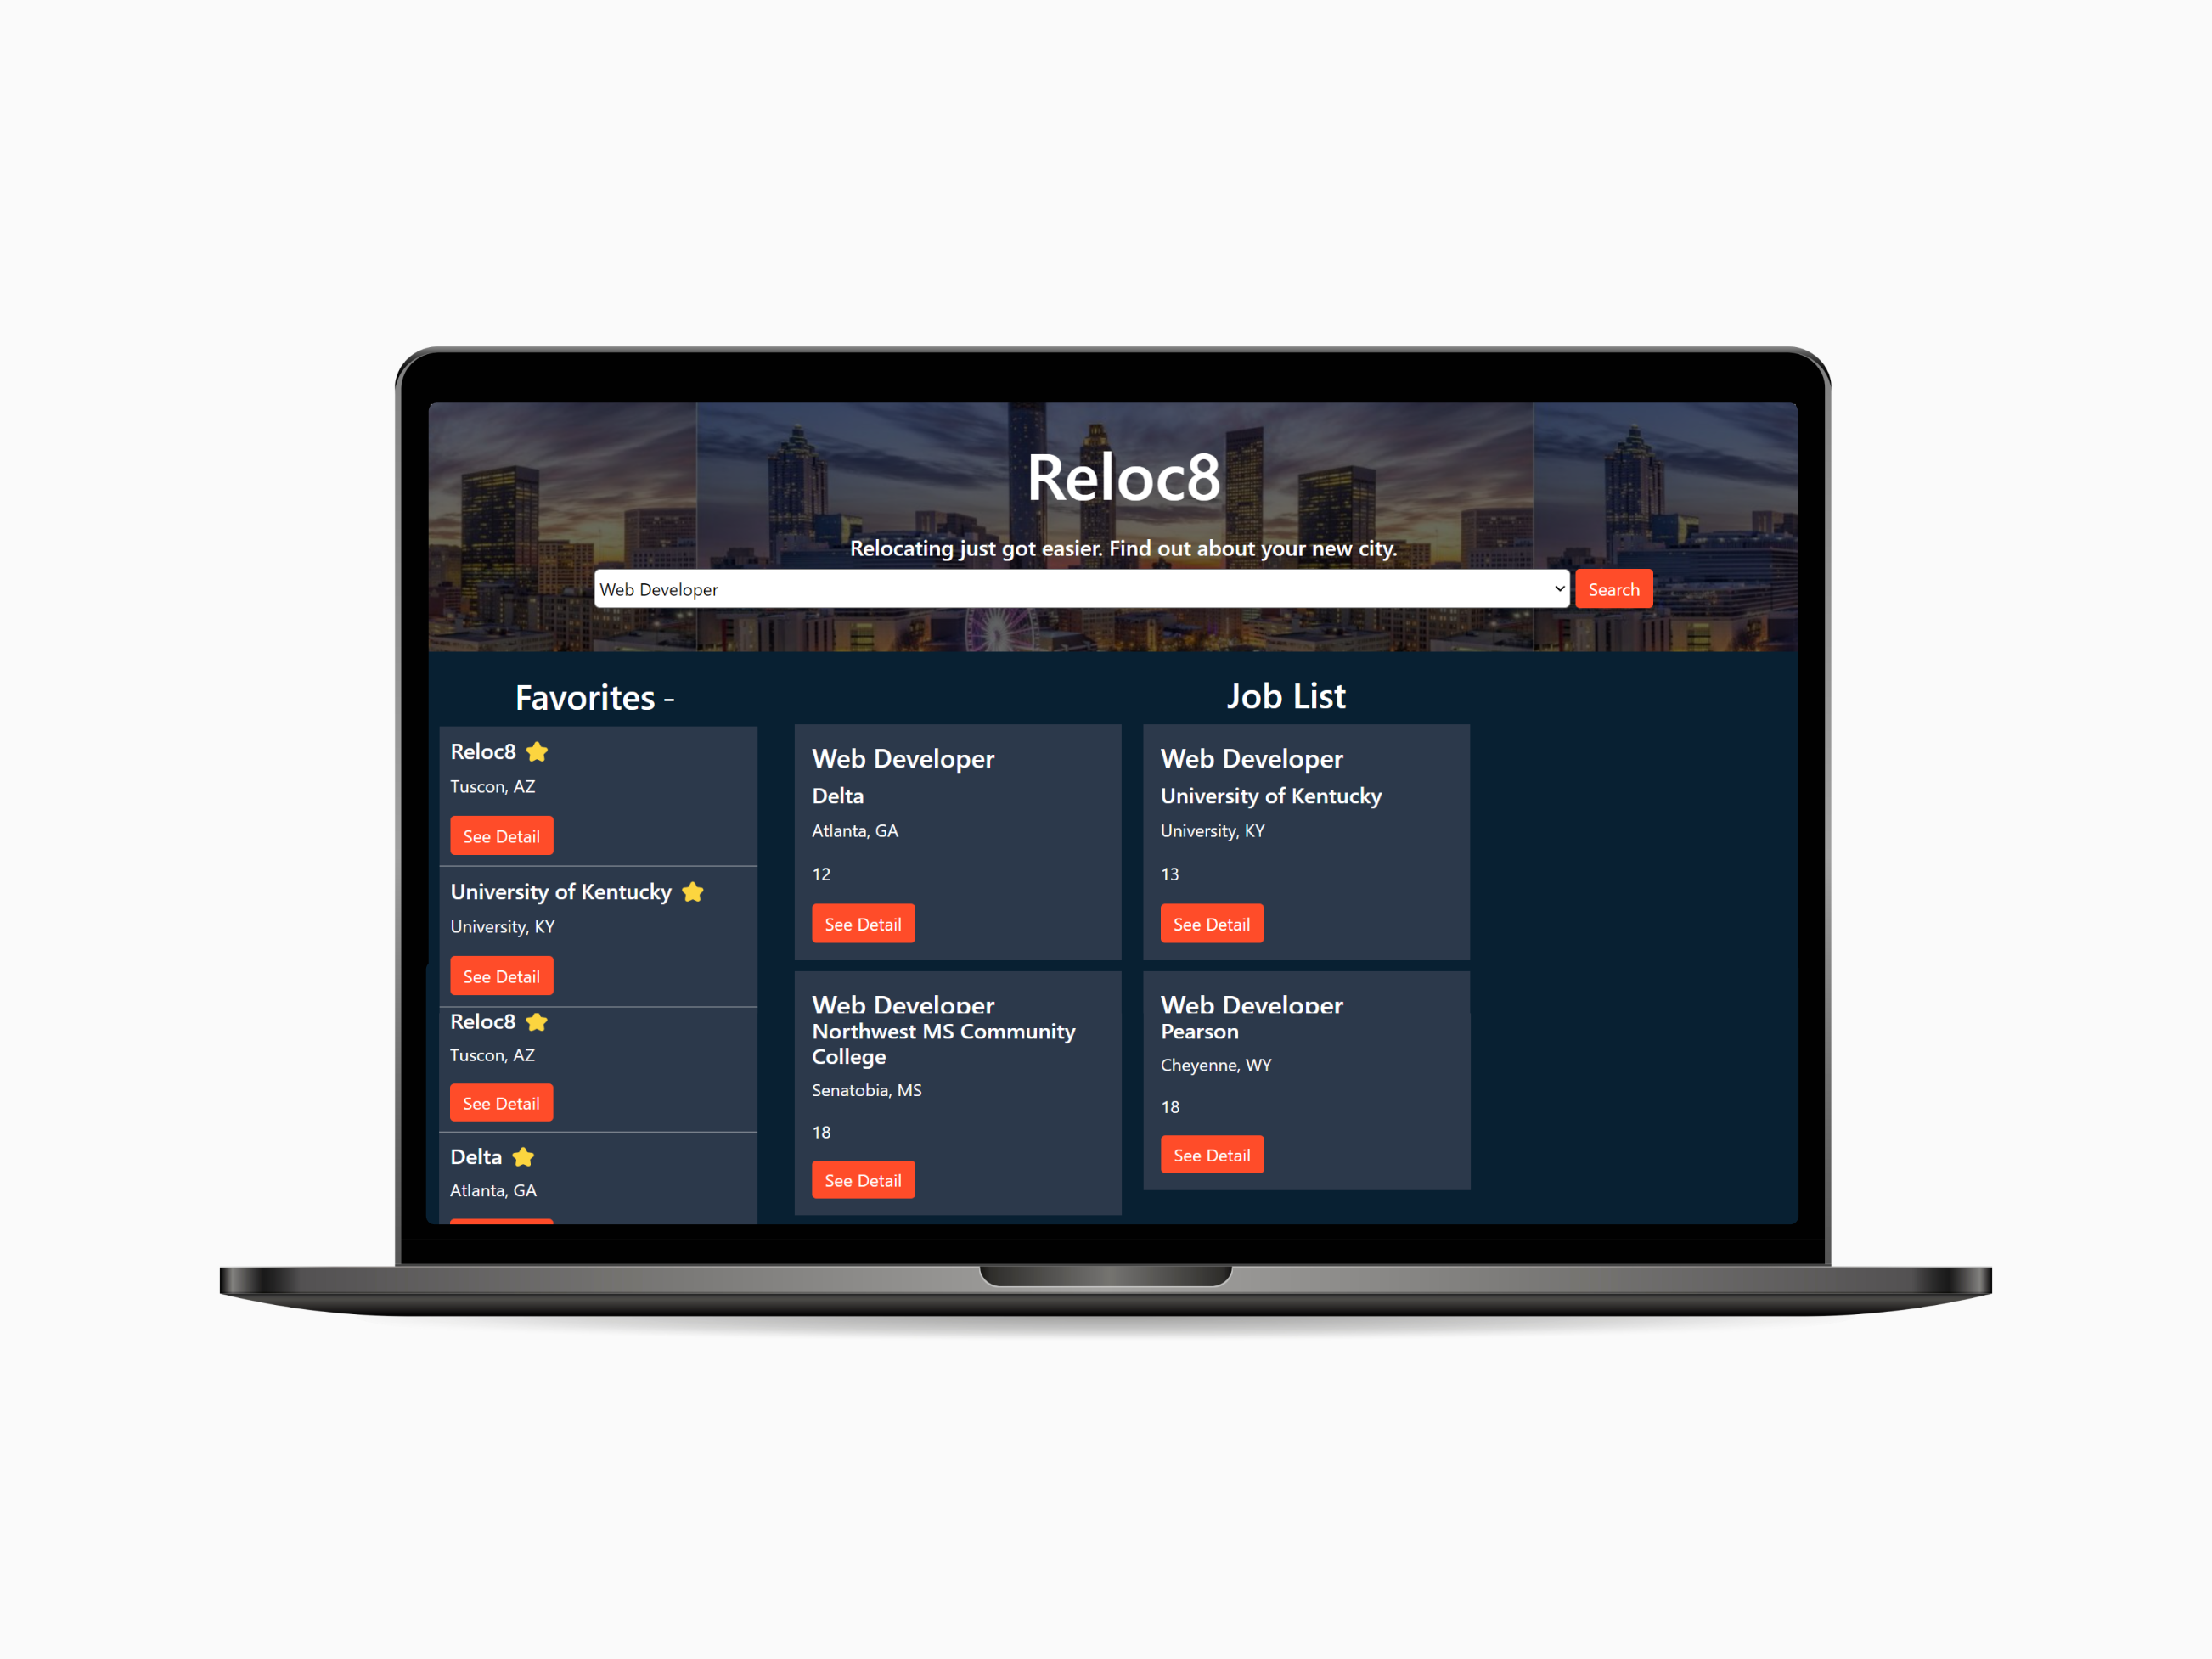 Reloc8
Relocating just got easier. Find out about your new city.
Web Developer
Search
Favorites -
Reloc8
Tuscon, AZ
See Detail
University of Kentucky
University, KY
See Detail
Reloc8
Tuscon, AZ
See Detail
Delta
Atlanta, GA
Job List
Web Developer
Delta
Atlanta, GA
12
See Detail
Web Developer
University of Kentucky
University, KY
13
See Detail
Web Developer
Northwest MS Community
College
Senatobia, MS
18
See Detail
Web Developer
Pearson
Cheyenne, WY
18
See Detail